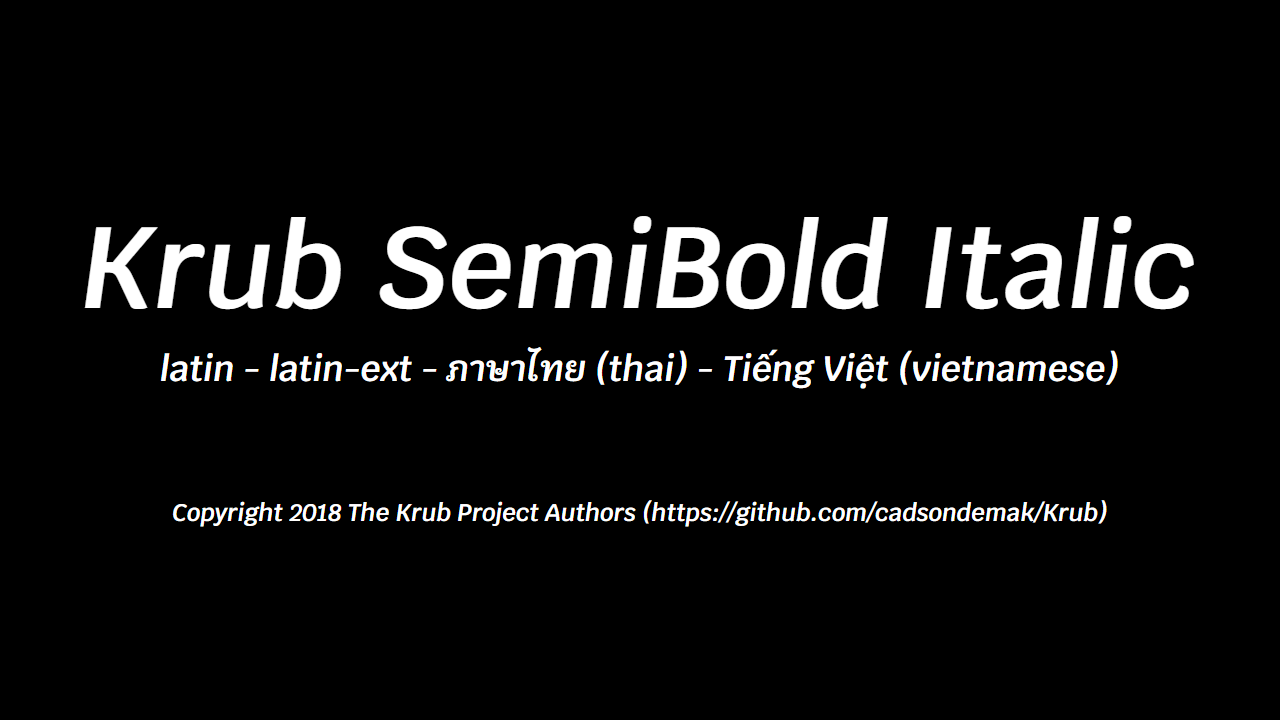 Krub SemiBold Italic
latin - latin-ext - ภาษาไทย (thai) - Tiếng Việt (vietnamese)
Copyright 2018 The Krub Project Authors (https://github.com/cadsondemak/Krub)